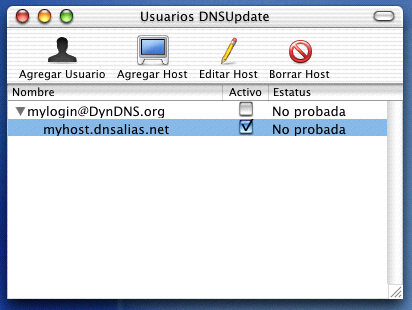 Usuarios DNSUpdate
Agregar Usuario Agregar Host Editar Host Borrar Host
Nombre Activo Estatus
mylogin@DynDNS.org No probada
myhost.dnsalias.net No probada